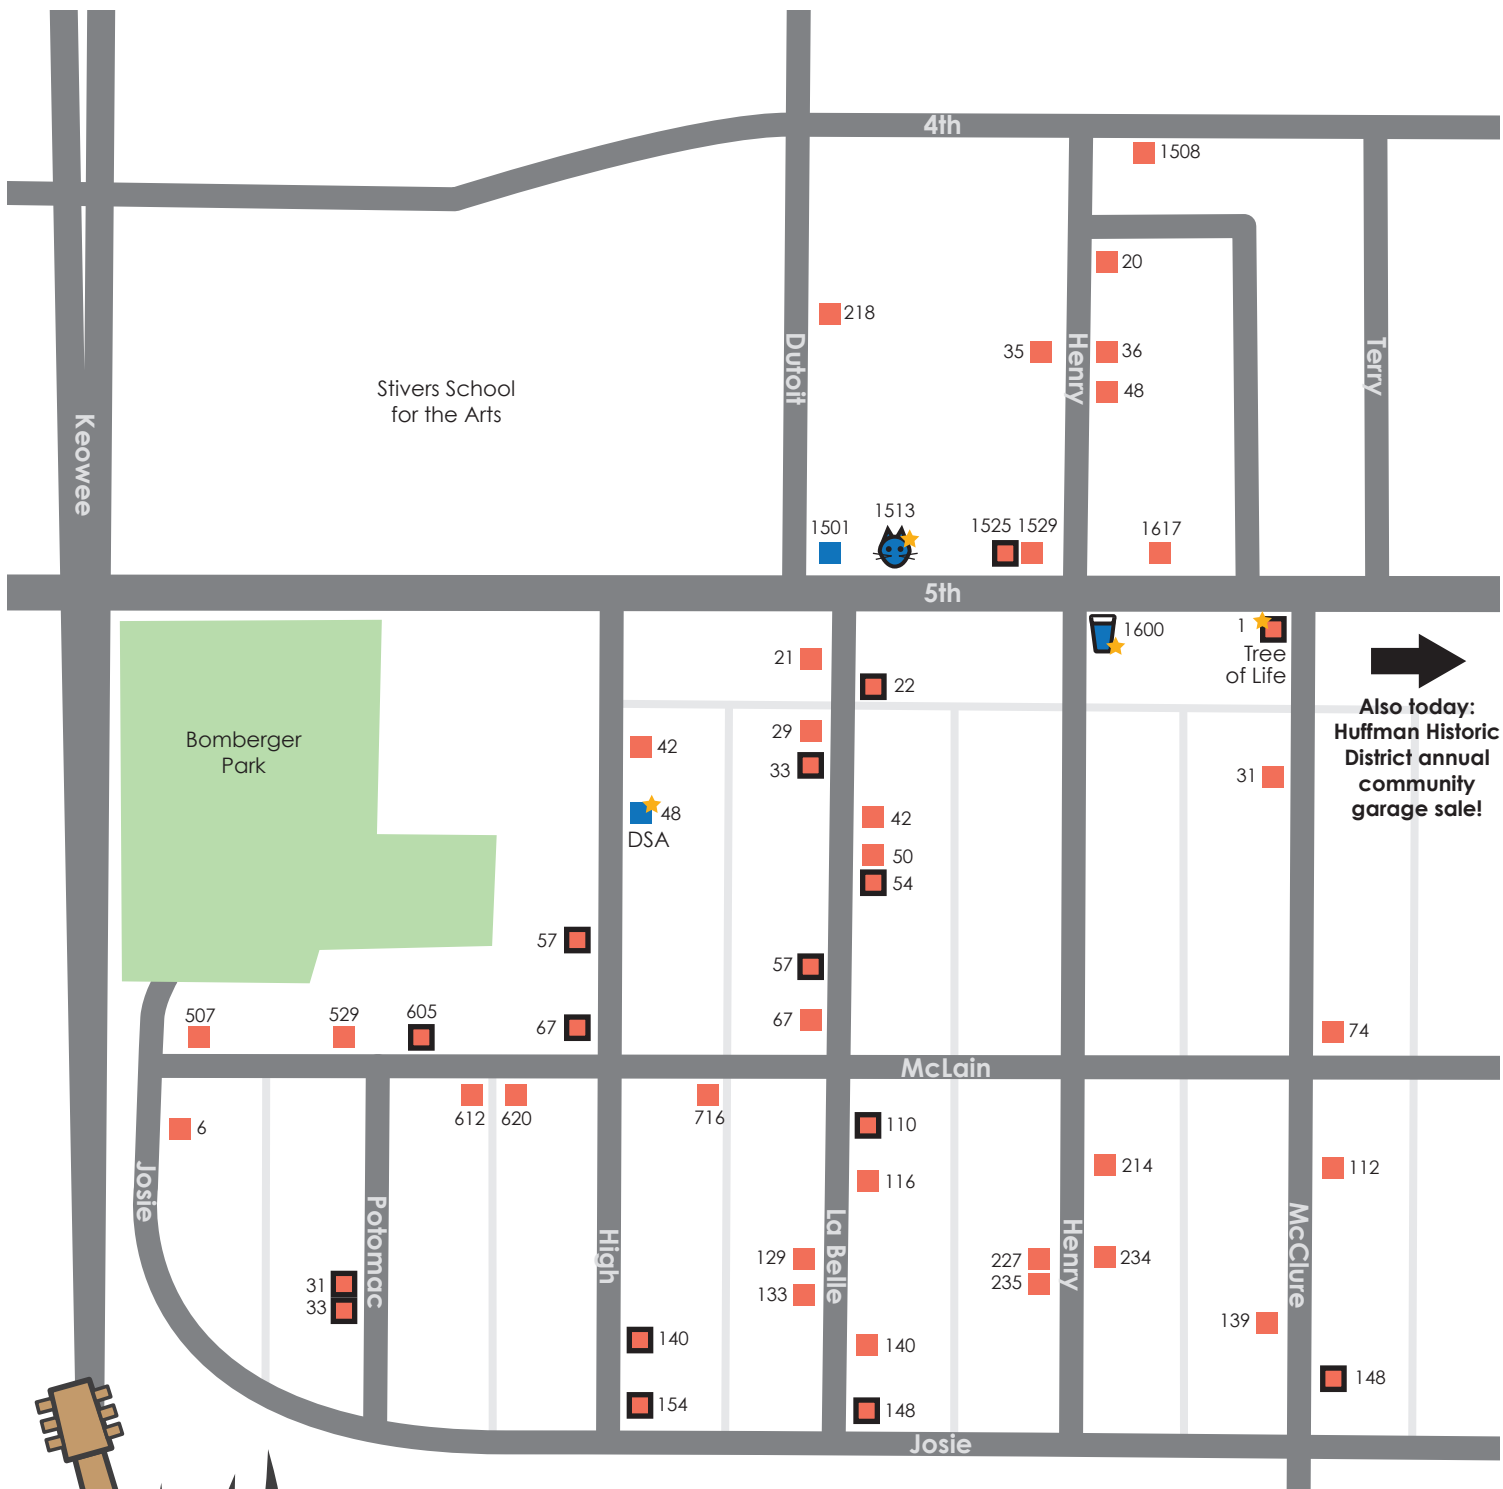 4th
1508
20
218
35
36
48
Dutoit
Henry
Terry
Stivers School
for the Arts
Keowee
1501
1513
1525
1529
1617
5th
1600
1
Tree
of Life
21
22
Also today:
Huffman Historic
District annual
community
garage sale!
Bomberger
Park
42
29
33
31
48
DSA
42
50
54
57
57
507
529
605
67
67
74
McLain
612
620
716
6
110
116
214
112
Josie
Potomac
High
La Belle
Henry
McClure
129
227
234
31
133
235
33
139
140
140
148
154
148
Josie